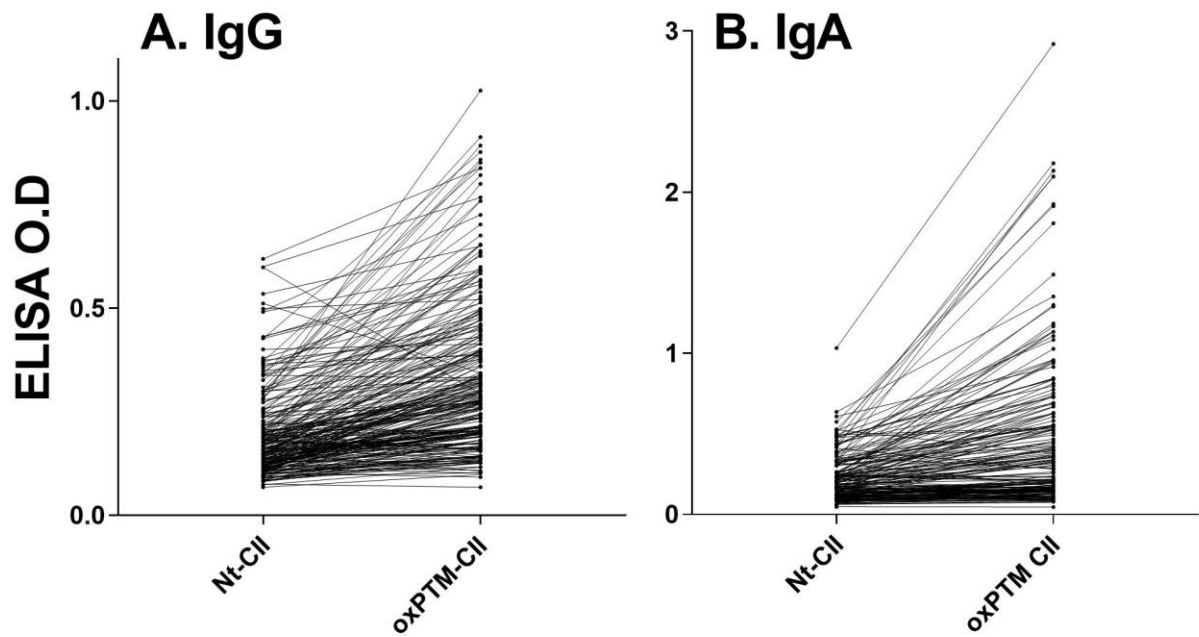 A. IgG
B. IgA
ELISA O.D
1.0
0.5
0.0
Nt-CII
oxPTM-CII
3
2
1
0
Nt-CII
oxPTM CII